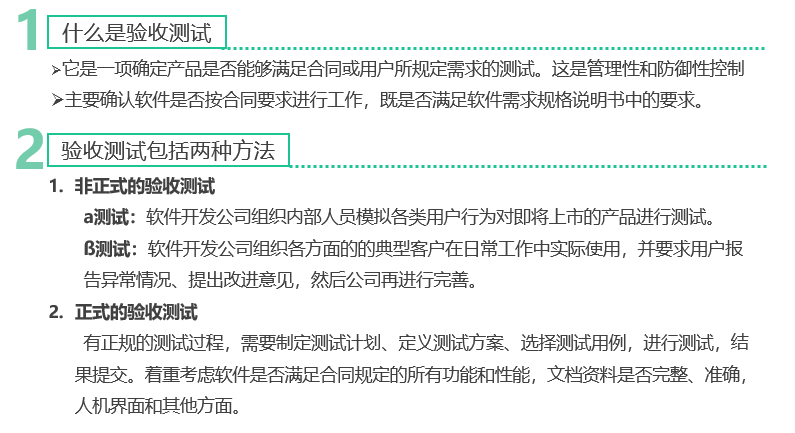 1 什么是验收测试
➢它是一项确定产品是否能够满足合同或用户所规定需求的测试。这是管理性和防御性控制
➢主要确认软件是否按合同要求进行工作，既是否满足软件需求规格说明书中的要求。
2 验收测试包括两种方法
1. 非正式的验收测试
a测试：软件开发公司组织内部人员模拟各类用户行为对即将上市的产品进行测试。
ß测试：软件开发公司组织各方面的的典型客户在日常工作中实际使用，并要求用户报
告异常情况、提出改进意见，然后公司再进行完善。
2. 正式的验收测试
有正规的测试过程，需要制定测试计划、定义测试方案、选择测试用例，进行测试，结
果提交。着重考虑软件是否满足合同规定的所有功能和性能，文档资料是否完整、准确，
人机界面和其他方面。